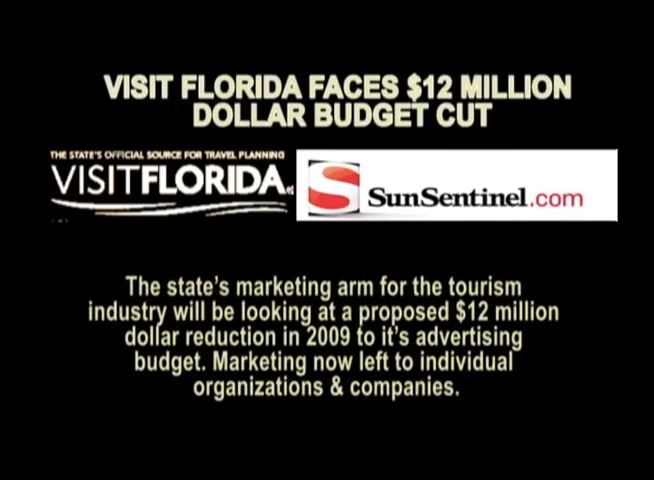 VISIT FLORIDA FACES $12 MILLION
DOLLAR BUDGET CUT
THE STATE'S OFFICIAL SOURCE FOR TRAVEL PLANNING
VISITFLORIDA
S SunSentinel.com
The state's marketing arm for the tourism
industry will be looking at a proposed $12 million
dollar reduction in 2009 to it's advertising
budget. Marketing now left to individual
organizations & companies.